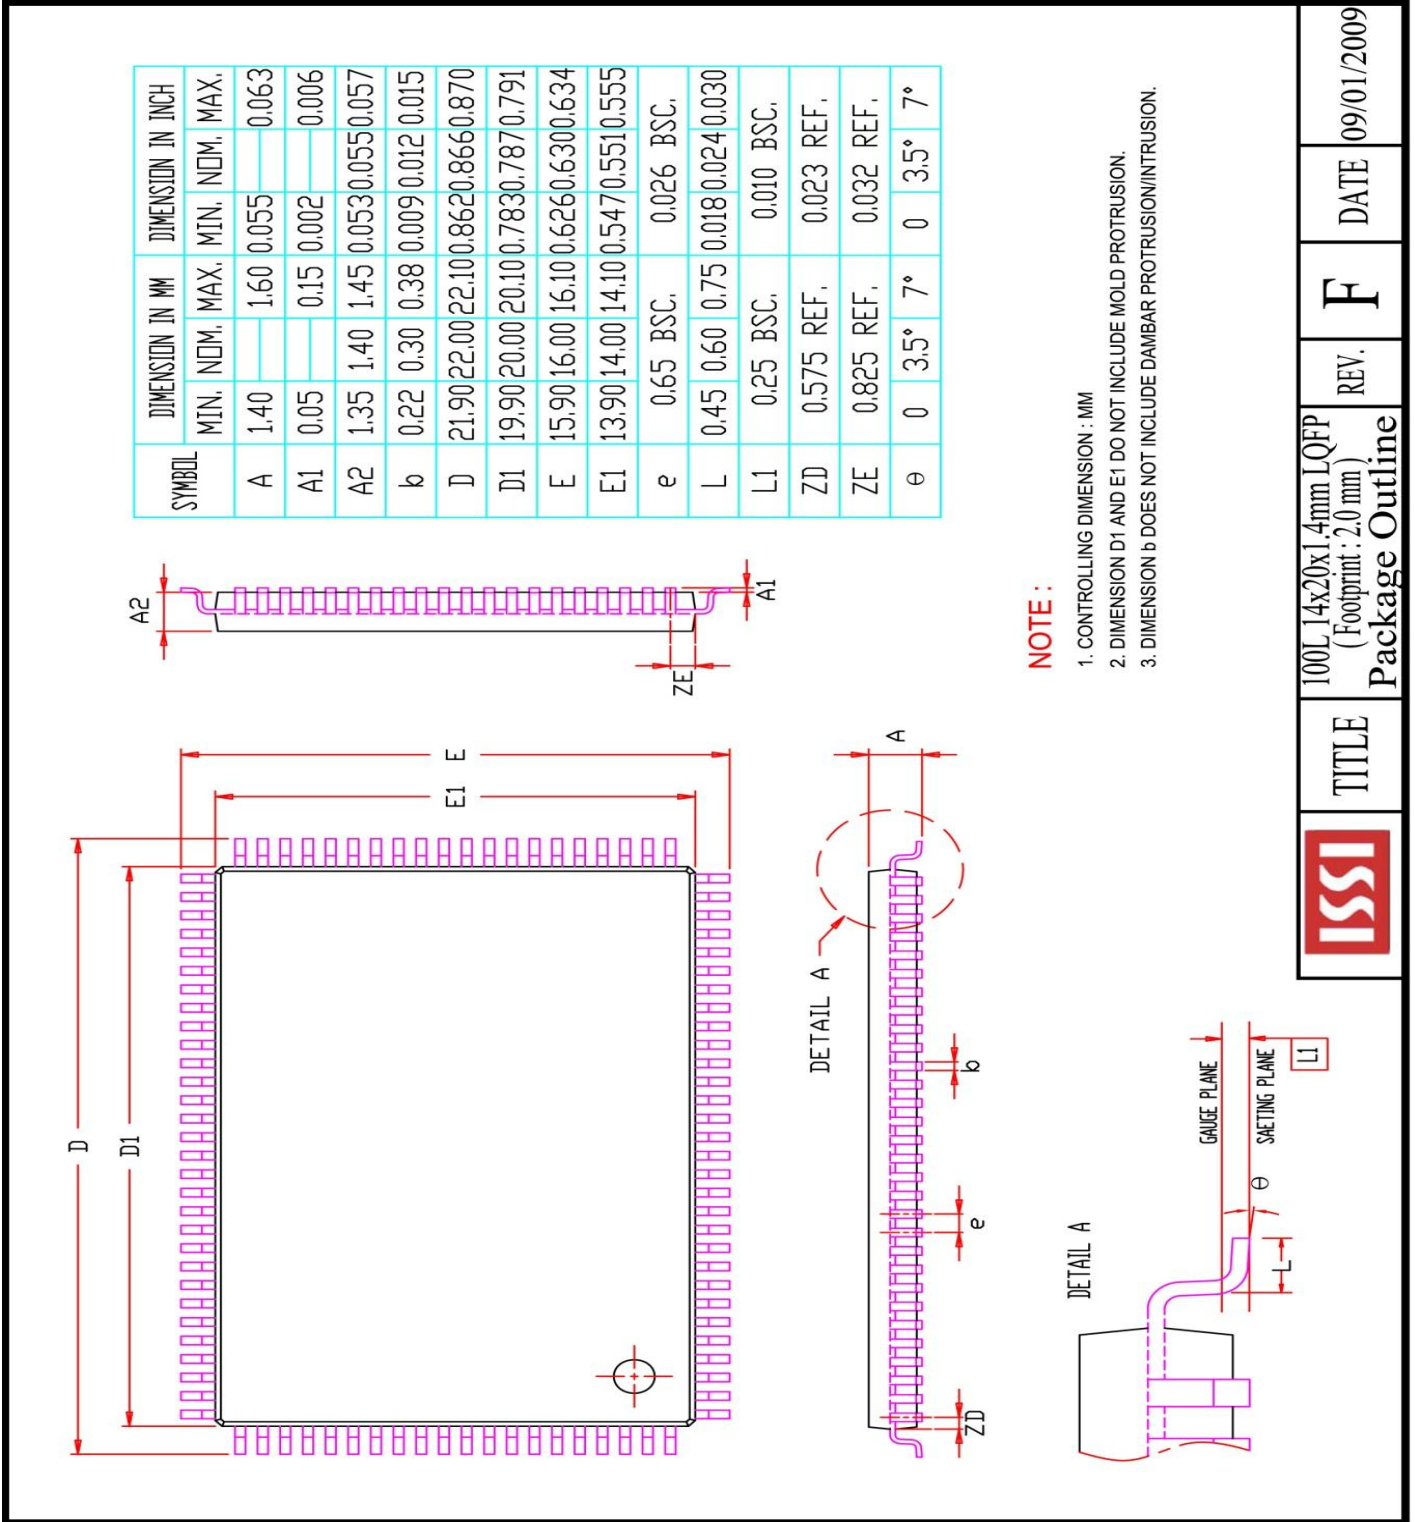 SYMBOL DIMENSION IN MM DIMENSION IN INCH
MIN. NOM. MAX. MIN. NOM. MAX.
A 1.40 1.60 0.055 0.063
A1 0.05 0.15 0.002 0.006
A2 1.35 1.40 1.45 0.053 0.055 0.057
b 0.22 0.30 0.38 0.009 0.012 0.015
D 21.90 22.00 22.10 0.862 0.866 0.870
D1 19.90 20.00 20.10 0.783 0.787 0.791
E 15.90 16.00 16.10 0.626 0.630 0.634
E1 13.90 14.00 14.10 0.547 0.551 0.555
e 0.65 BSC. 0.026 BSC.
L 0.45 0.60 0.75 0.018 0.024 0.030
L1 0.25 BSC. 0.010 BSC.
ZD 0.575 REF. 0.023 REF.
ZE 0.825 REF. 0.032 REF.
θ 0 3.5° 7° 0 3.5° 7°
D
D1
E
E1
A2
A1
ZE
A
DETAIL A
b
e
ZD
DETAIL A
GAUGE PLANE
SAETING PLANE
θ
L
L1
NOTE :
1. CONTROLLING DIMENSION : MM
2. DIMENSION D1 AND E1 DO NOT INCLUDE MOLD PROTRUSION.
3. DIMENSION b DOES NOT INCLUDE DAMBAR PROTRUSION/INTRUSION.
ISSI
TITLE
100L 14x20x1.4mm LQFP
( Footprint : 2.0 mm )
Package Outline
REV.
F
DATE
09/01/2009